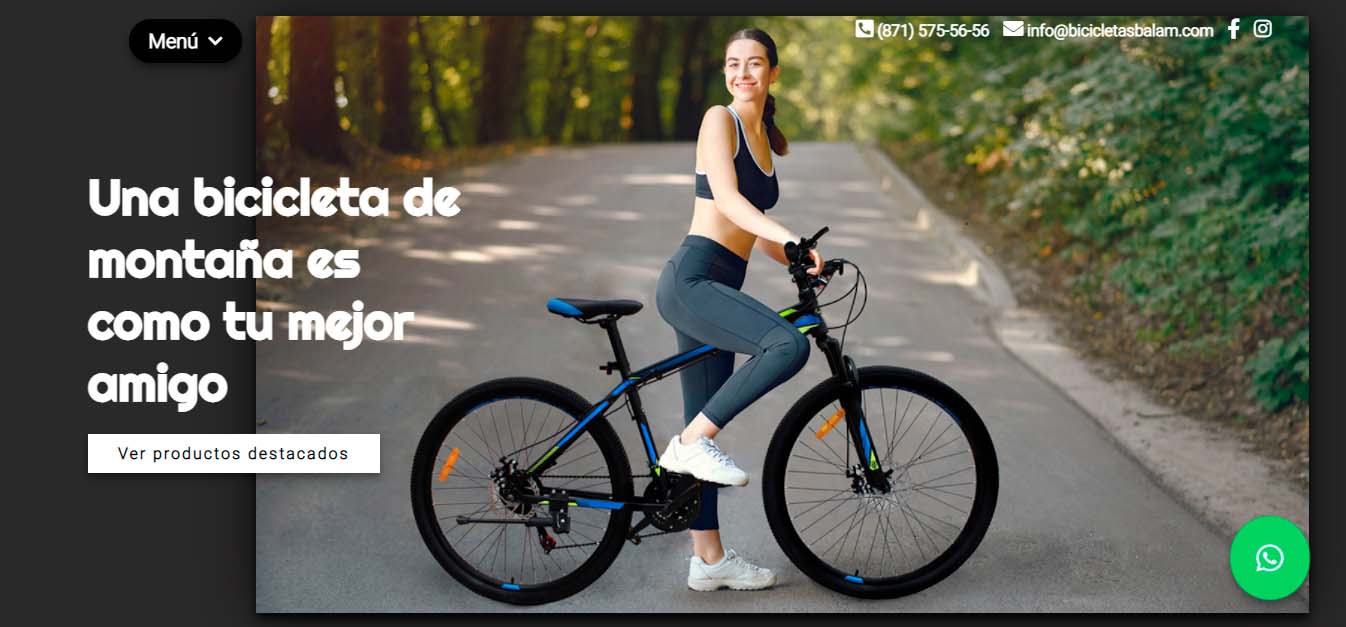 Menú
(871) 575-56-56 info@bicicletasbalam.com
Una bicicleta de
montaña es
como tu mejor
amigo
Ver productos destacados